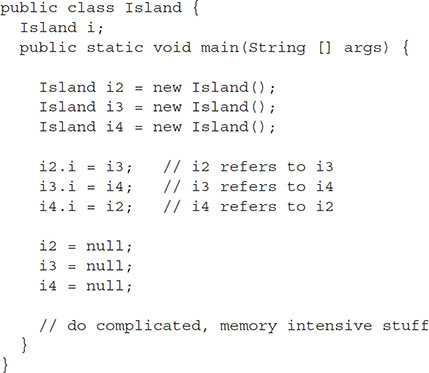 public class Island {
  Island i;
  public static void main(String [] args) {

    Island i2 = new Island();
    Island i3 = new Island();
    Island i4 = new Island();

    i2.i = i3;   // i2 refers to i3
    i3.i = i4;   // i3 refers to i4
    i4.i = i2;   // i4 refers to i2

    i2 = null;
    i3 = null;
    i4 = null;

    // do complicated, memory intensive stuff
  }
}